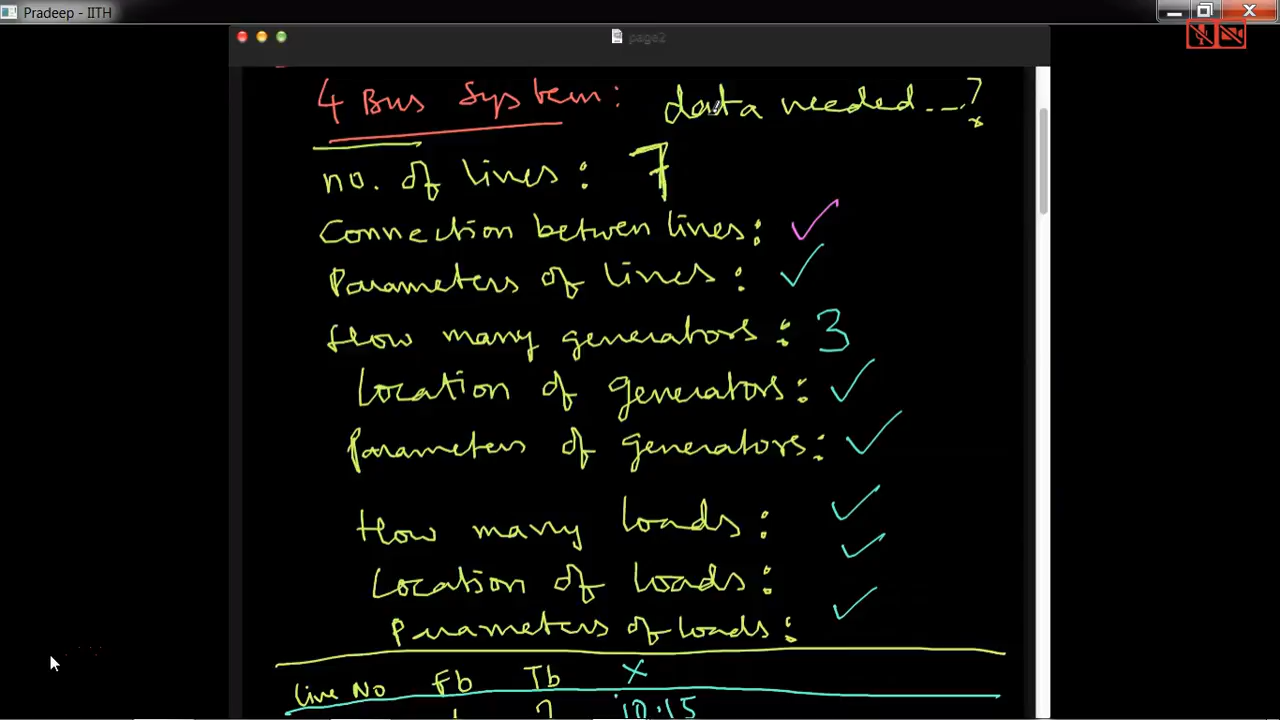 Pradeep - IITH
page2
4 Bus System: data needed---?
no. of lines: 7
Connection betwen lines: ✓
Parameters of lines: ✓
How many generators: 3
Location of generators: ✓
Parameters of generators: ✓
How many loads: ✓
Location of loads: ✓
Parameters of loads: ✓
line No Fb Tb X